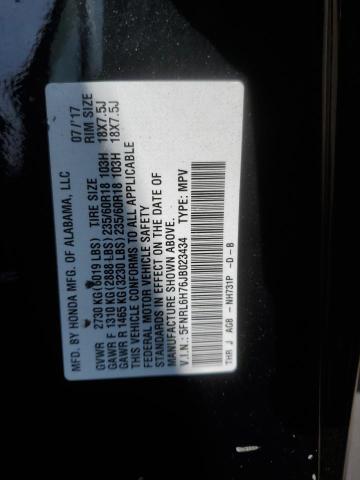 MFD. BY HONDA MFG. OF ALABAMA, LLC 07/'17
TIRE SIZE RIM SIZE
GVWR 2730 KG(6019 LBS)
GAWR F 1310 KG(2888 LBS)235/60R18 103H 18X7.5J
GAWR R 1465 KG(3230 LBS)235/60R18 103H 18X7.5J
THIS VEHICLE CONFORMS TO ALL APPLICABLE
FEDERAL MOTOR VEHICLE SAFETY
STANDARDS IN EFFECT ON THE DATE OF
MANUFACTURE SHOWN ABOVE.
V.I.N.: 5FNRL6H76JB023434 TYPE: MPV
THR J AG8 - NH731P -D-B